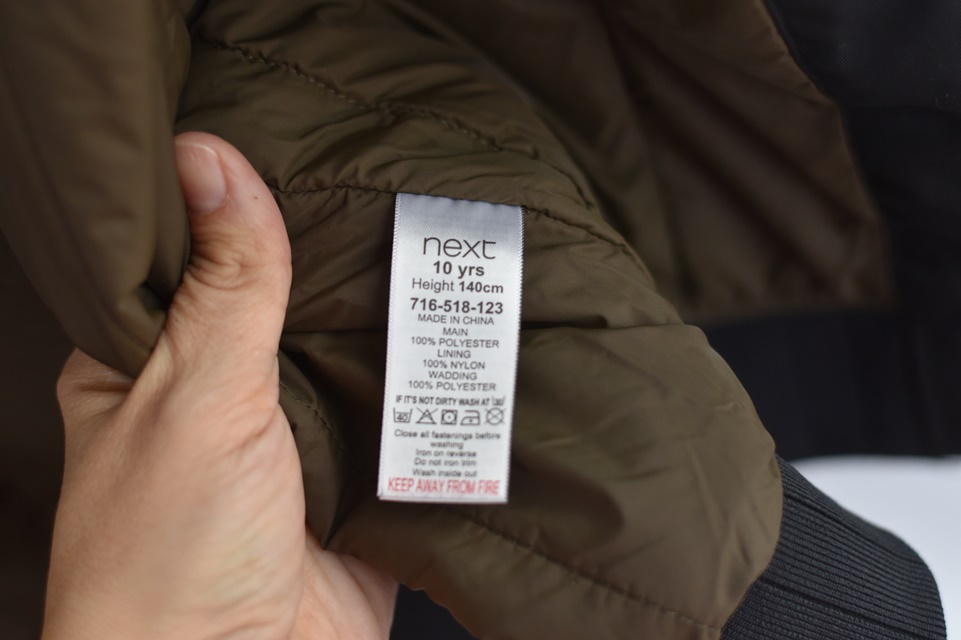 next
10 yrs
Height 140cm
716-518-123
MADE IN CHINA
MAIN
100% POLYESTER
LINING
100% NYLON
WADDING
100% POLYESTER
IF IT'S NOT DIRTY WASH AT 30
40
Close all fastenings before
washing
Iron on reverse
Do not iron trim
Wash inside out
KEEP AWAY FROM FIRE